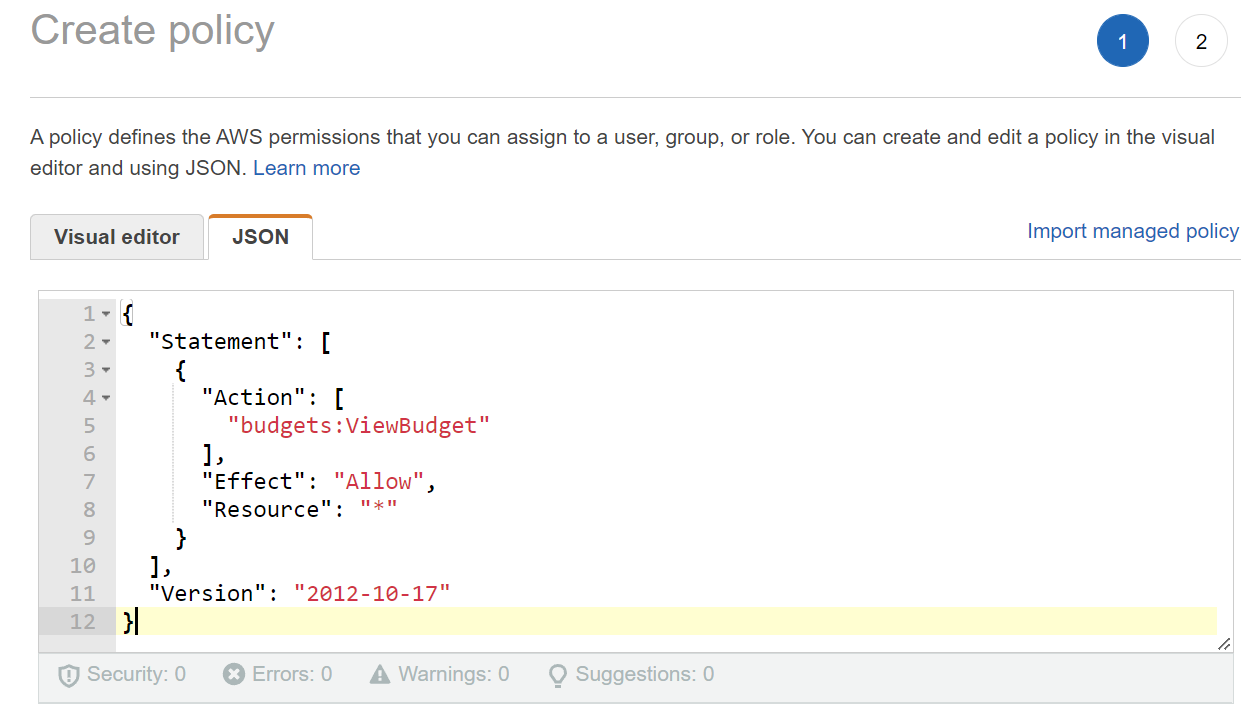 Create policy
1
2
A policy defines the AWS permissions that you can assign to a user, group, or role. You can create and edit a policy in the visual
editor and using JSON. Learn more
Visual editor
JSON
Import managed policy
1 {
2 "Statement": [
3 {
4 "Action": [
5 "budgets:ViewBudget"
6 ],
7 "Effect": "Allow",
8 "Resource": "*"
9 }
10 ],
11 "Version": "2012-10-17"
12 }
Security: 0 Errors: 0 Warnings: 0 Suggestions: 0